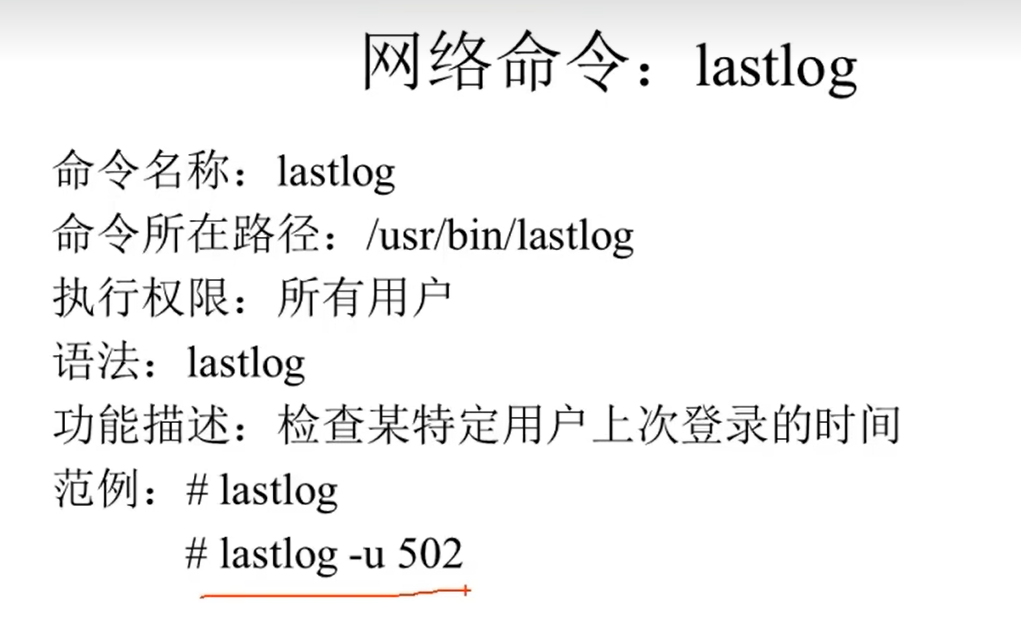 网络命令：lastlog
命令名称：lastlog
命令所在路径：/usr/bin/lastlog
执行权限：所有用户
语法：lastlog
功能描述：检查某特定用户上次登录的时间
范例：# lastlog
# lastlog -u 502